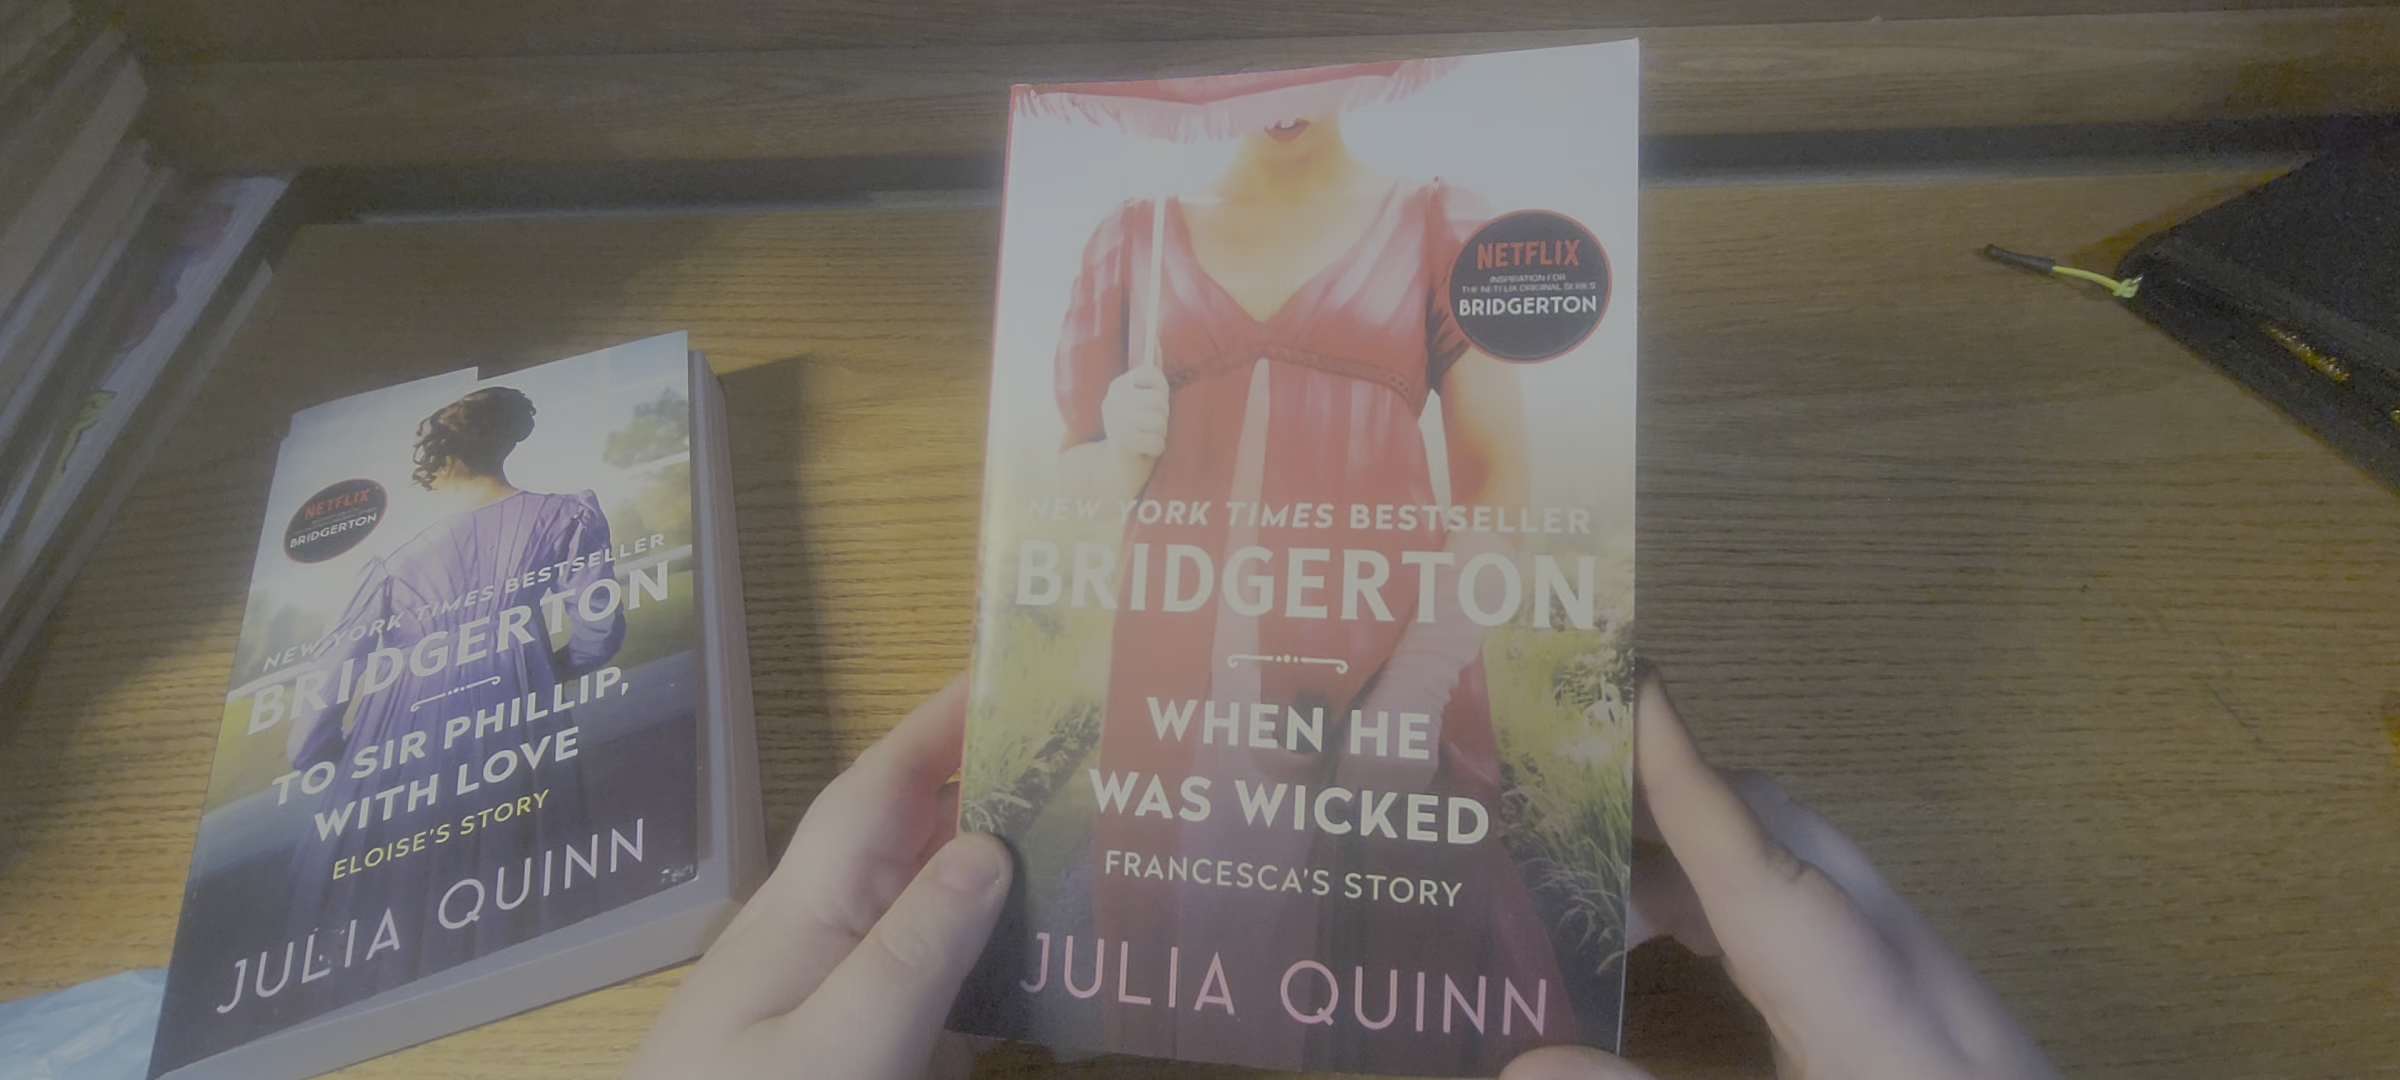 NETFLIX
BRIDGERTON
NEW YORK TIMES BESTSELLER
BRIDGERTON
TO SIR PHILLIP,
WITH LOVE
ELOISE'S STORY
JULIA QUINN
NETFLIX
INSPIRATION FOR
THE NETFLIX ORIGINAL SERIES
BRIDGERTON
NEW YORK TIMES BESTSELLER
BRIDGERTON
WHEN HE
WAS WICKED
FRANCESCA'S STORY
JULIA QUINN